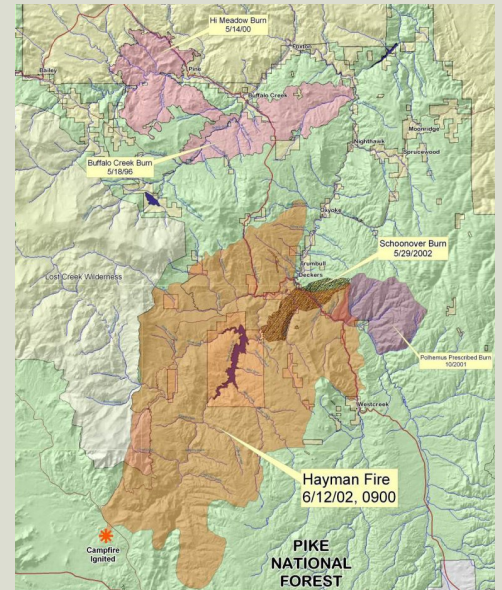 Hi Meadow Burn
5/14/00
Bailey
Pine
Buffalo Creek
Buffalo Creek Burn
5/18/96
Nighthawk
Moonridge
Sprucewood
Oxyoke
Schoonover Burn
5/29/2002
Trumbull
Deckers
Lost Creek Wilderness
Polhemus Prescribed Burn
10/2001
Westcreek
Hayman Fire
6/12/02, 0900
Campfire
Ignited
PIKE
NATIONAL
FOREST